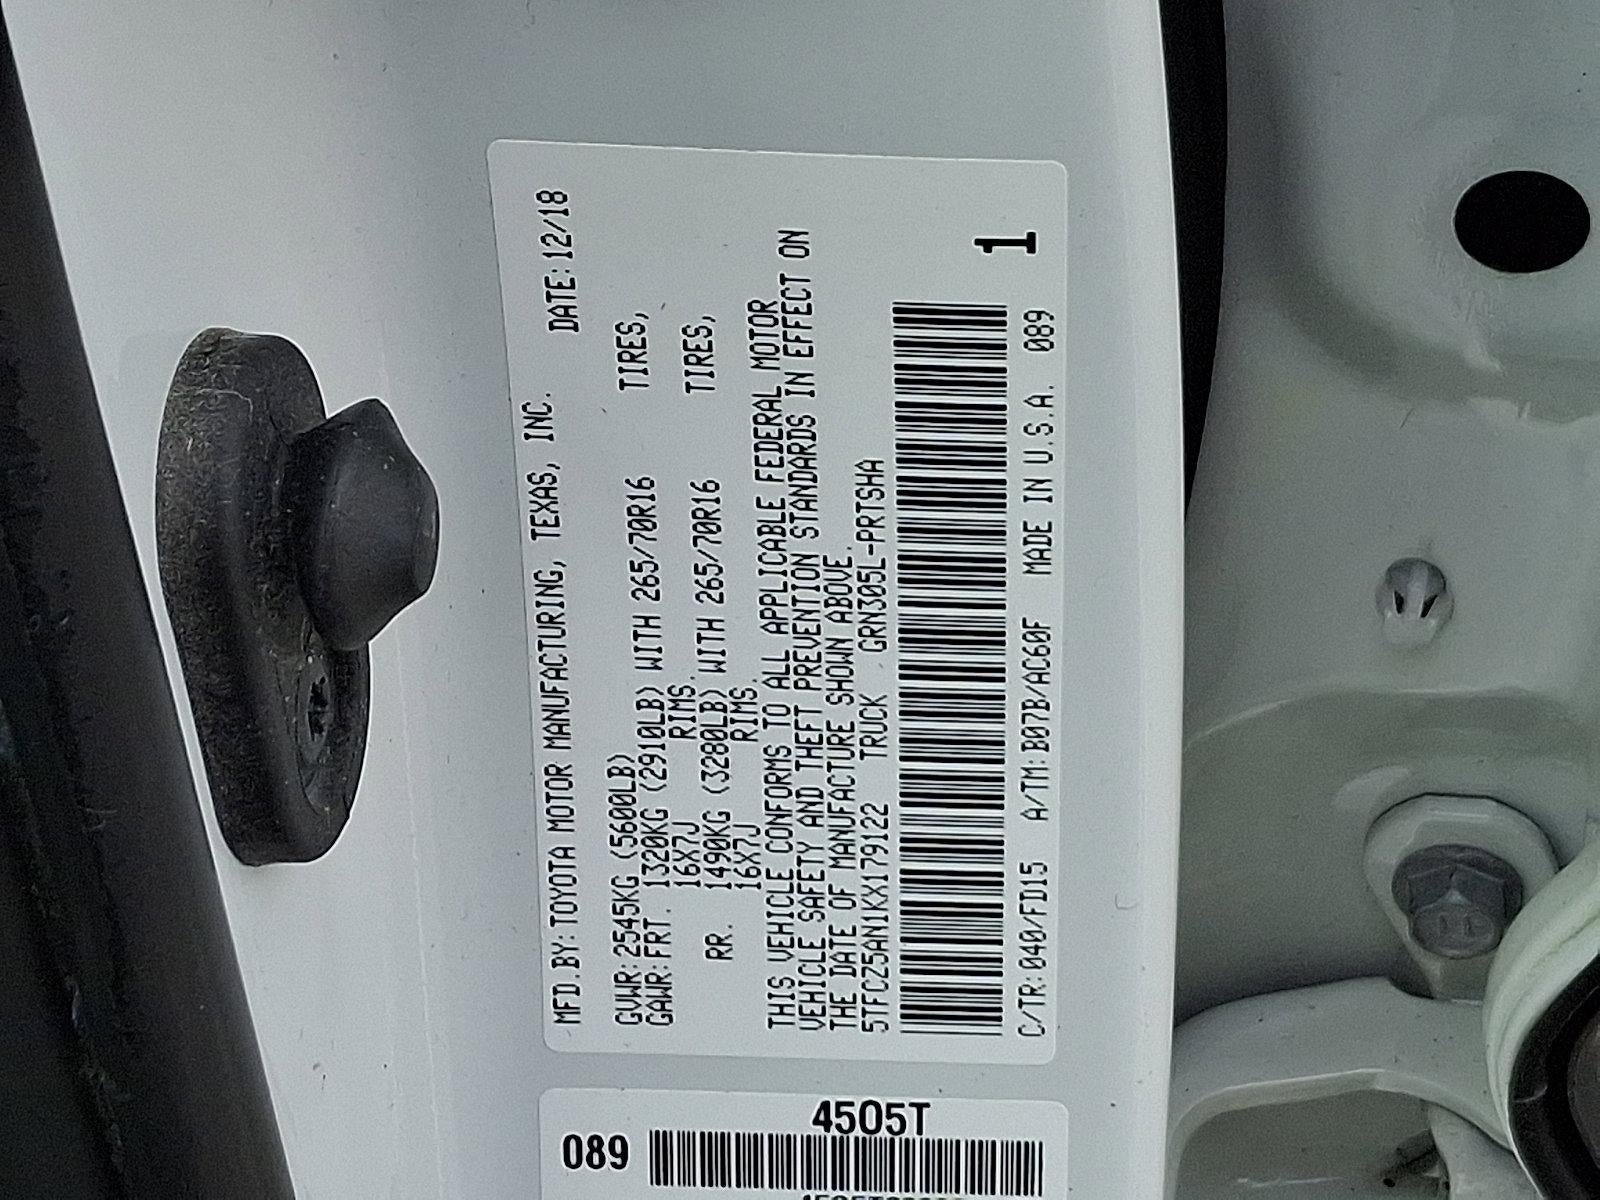 MFD.BY:TOYOTA MOTOR MANUFACTURING, TEXAS, INC. DATE:12/18
GVWR:2545KG (5600LB)
GAWR:FRT. 1320KG (2910LB) WITH 265/70R16 TIRES,
16X7J RIMS.
RR. 1490KG (3280LB) WITH 265/70R16 TIRES,
16X7J RIMS.
THIS VEHICLE CONFORMS TO ALL APPLICABLE FEDERAL MOTOR
VEHICLE SAFETY AND THEFT PREVENTION STANDARDS IN EFFECT ON
THE DATE OF MANUFACTURE SHOWN ABOVE.
5TFCZ5AN1KX179122 TRUCK GRN305L-PRTSHA
1
C/TR:040/FD15 A/TM:B07B/AC60F MADE IN U.S.A. 089
089
4505T